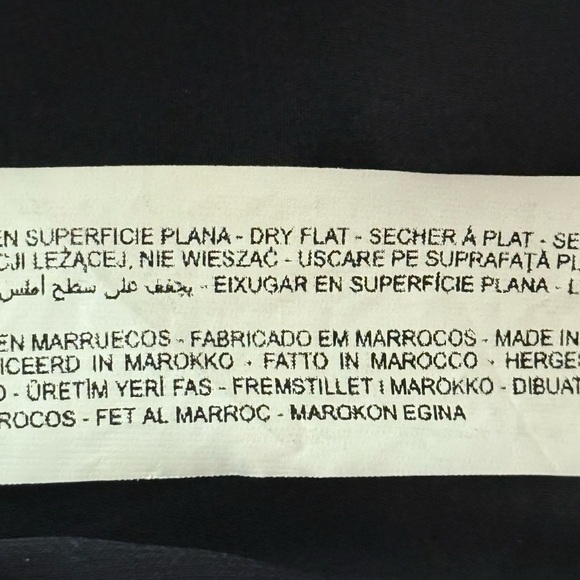 EN SUPERFICIE PLANA - DRY FLAT - SECHER À PLAT - SE
CJI LEŻĄCEJ, NIE WIESZAĆ - USCARE PE SUPRAFAȚĂ PL
يجفف على سطح املس - EIXUGAR EN SUPERFÍCIE PLANA - L
EN MARRUECOS - FABRICADO EM MARROCOS - MADE IN
ICEERD IN MAROKKO - FATTO IN MAROCCO - HERGES
O - ÜRETİM YERİ FAS - FREMSTILLET I MAROKKO - DIBUAT
ROCOS - FET AL MARROC - MAROKON EGINA